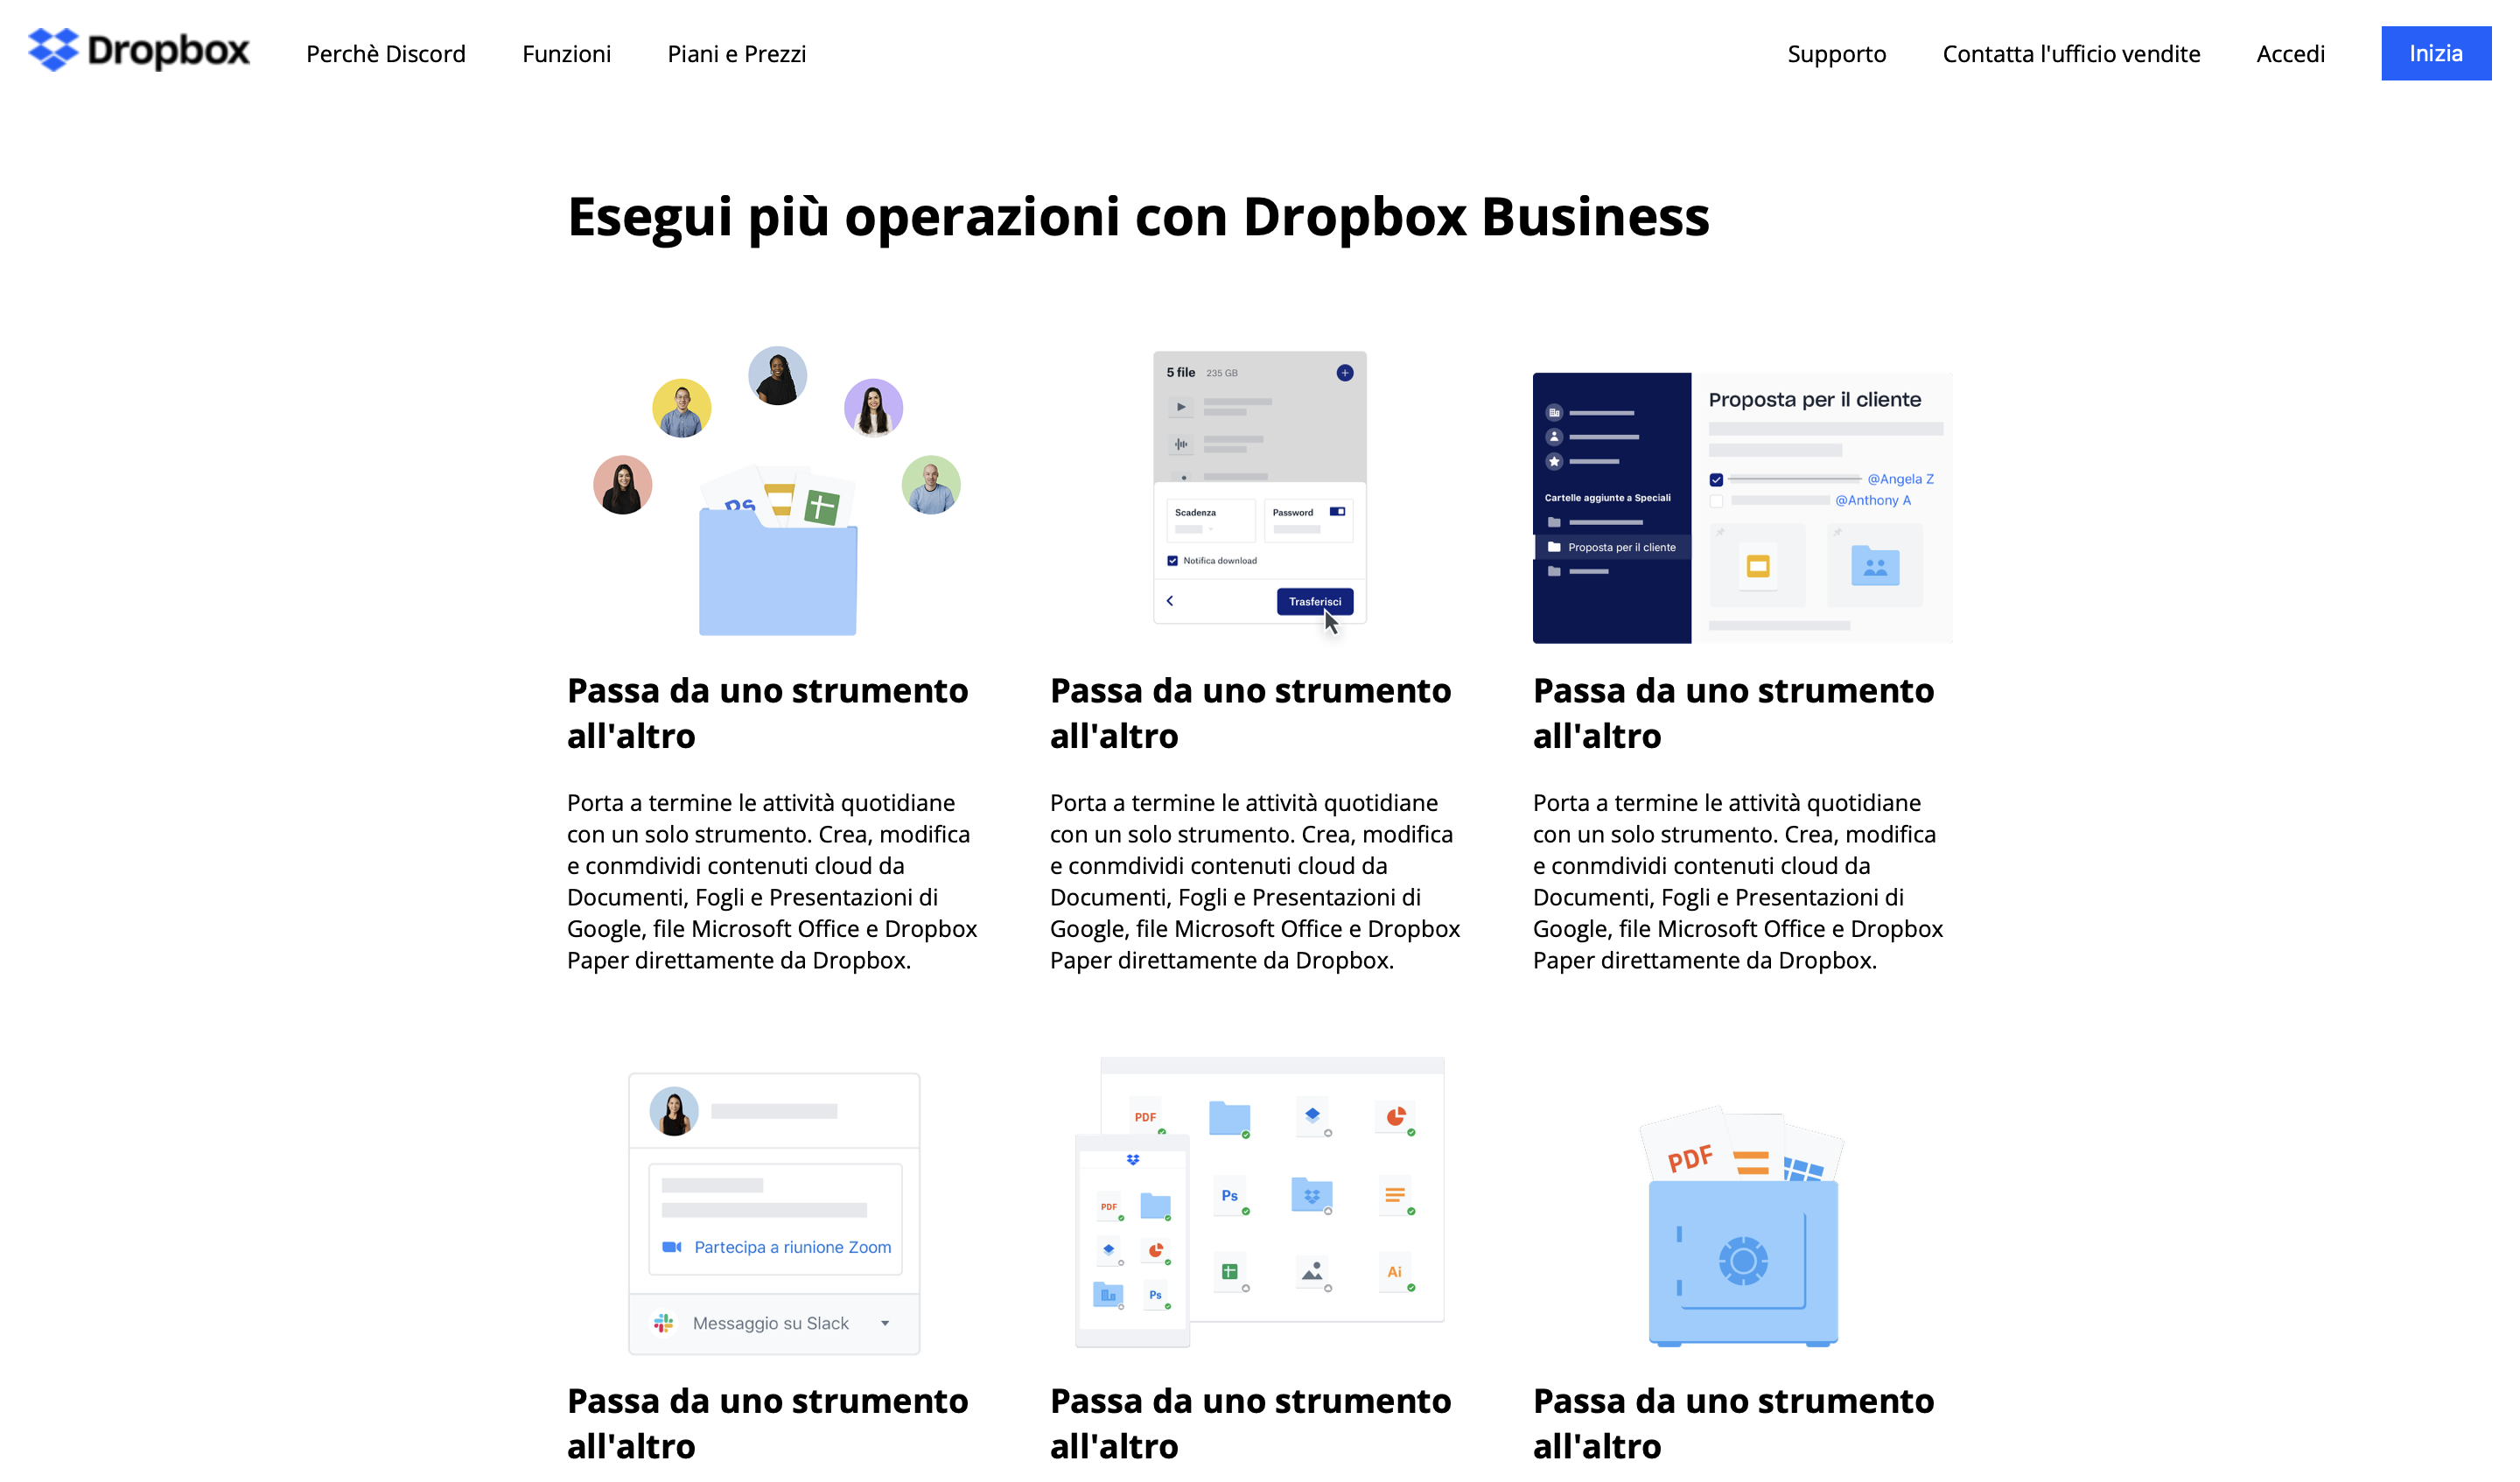 Dropbox
Perchè Discord
Funzioni
Piani e Prezzi
Supporto
Contatta l'ufficio vendite
Accedi
Inizia
Esegui più operazioni con Dropbox Business
Ps
5 file 235 GB
Scadenza
Password
Notifica download
Trasferisci
Proposta per il cliente
@Angela Z
@Anthony A
Cartelle aggiunte a Speciali
Proposta per il cliente
Passa da uno strumento
all'altro
Porta a termine le attività quotidiane
con un solo strumento. Crea, modifica
e conmdividi contenuti cloud da
Documenti, Fogli e Presentazioni di
Google, file Microsoft Office e Dropbox
Paper direttamente da Dropbox.
Passa da uno strumento
all'altro
Porta a termine le attività quotidiane
con un solo strumento. Crea, modifica
e conmdividi contenuti cloud da
Documenti, Fogli e Presentazioni di
Google, file Microsoft Office e Dropbox
Paper direttamente da Dropbox.
Passa da uno strumento
all'altro
Porta a termine le attività quotidiane
con un solo strumento. Crea, modifica
e conmdividi contenuti cloud da
Documenti, Fogli e Presentazioni di
Google, file Microsoft Office e Dropbox
Paper direttamente da Dropbox.
Partecipa a riunione Zoom
Messaggio su Slack
PDF
Ps
Ai
PDF
Ps
PDF
Passa da uno strumento
all'altro
Passa da uno strumento
all'altro
Passa da uno strumento
all'altro